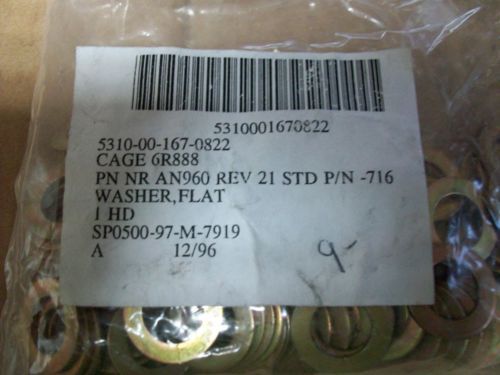 5310001670822
5310-00-167-0822
CAGE 6R888
PN NR AN960 REV 21 STD P/N -716
WASHER,FLAT
1 HD
SP0500-97-M-7919
A 12/96
9-